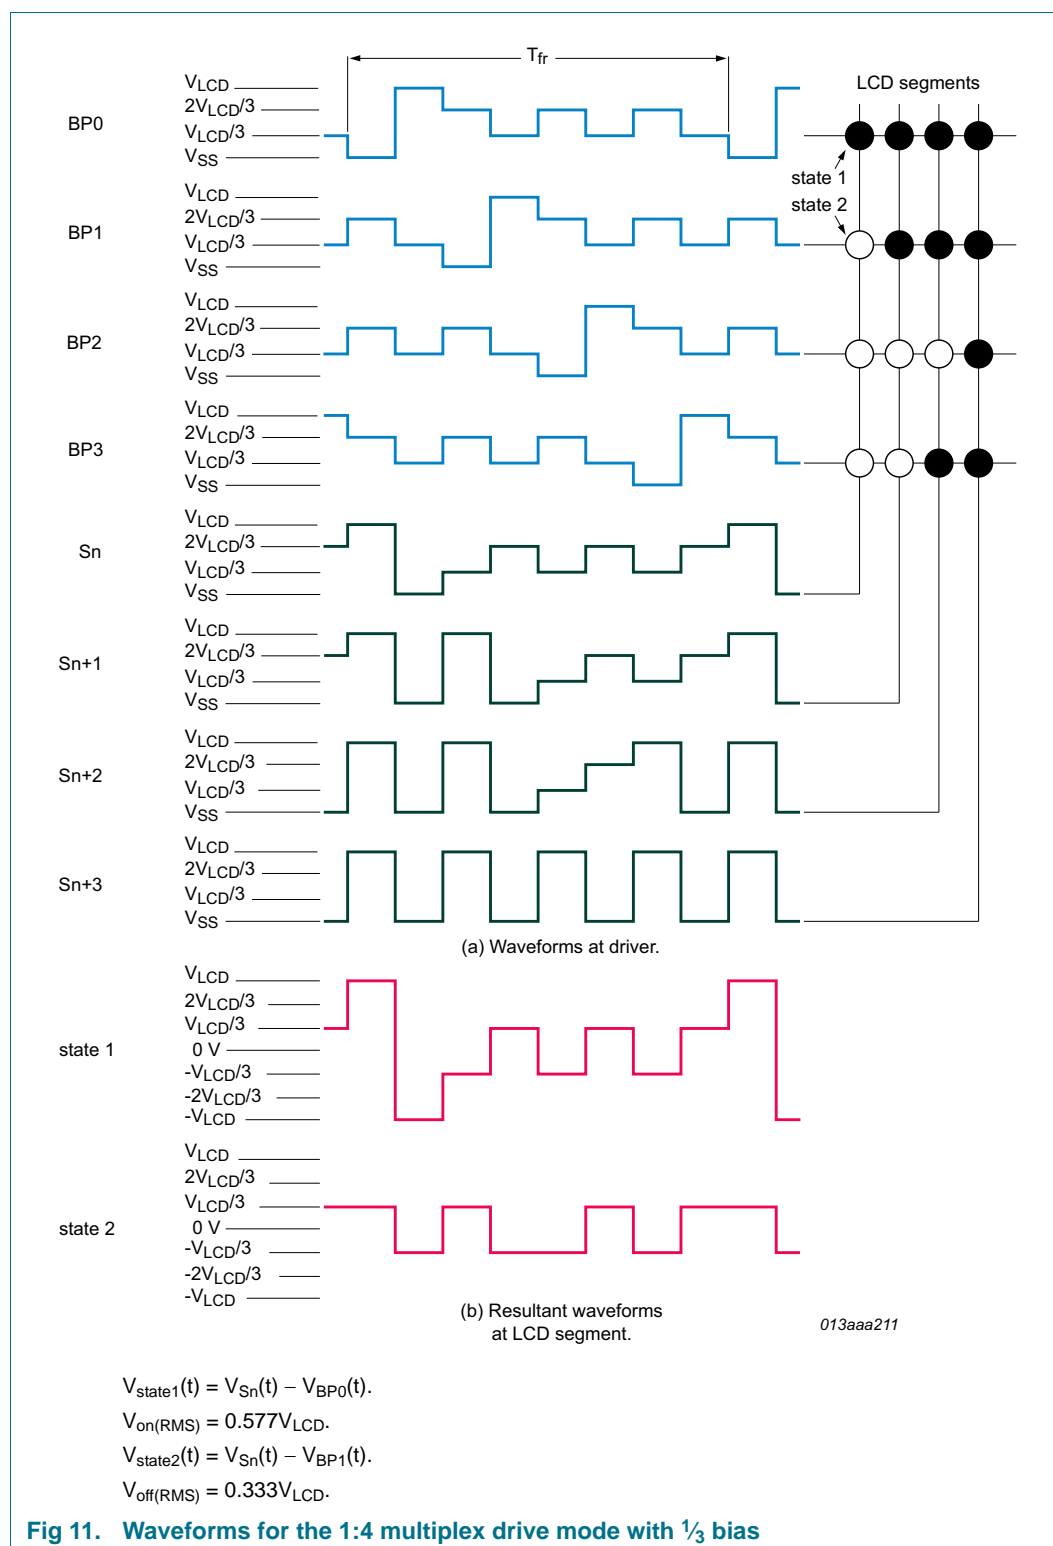 Tfr
BP0
VLCD
2VLCD/3
VLCD/3
VSS
LCD segments
state 1
state 2
BP1
VLCD
2VLCD/3
VLCD/3
VSS
BP2
VLCD
2VLCD/3
VLCD/3
VSS
BP3
VLCD
2VLCD/3
VLCD/3
VSS
Sn
VLCD
2VLCD/3
VLCD/3
VSS
Sn+1
VLCD
2VLCD/3
VLCD/3
VSS
Sn+2
VLCD
2VLCD/3
VLCD/3
VSS
Sn+3
VLCD
2VLCD/3
VLCD/3
VSS
(a) Waveforms at driver.
state 1
VLCD
2VLCD/3
VLCD/3
0 V
-VLCD/3
-2VLCD/3
-VLCD
state 2
VLCD
2VLCD/3
VLCD/3
0 V
-VLCD/3
-2VLCD/3
-VLCD
(b) Resultant waveforms
at LCD segment.
013aaa211
Vstate1(t) = VSn(t) − VBP0(t).
Von(RMS) = 0.577VLCD.
Vstate2(t) = VSn(t) − VBP1(t).
Voff(RMS) = 0.333VLCD.
Fig 11. Waveforms for the 1:4 multiplex drive mode with 1⁄3 bias